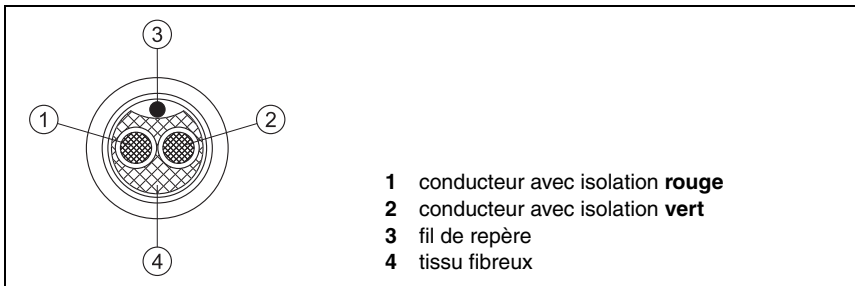 3
1
2
4
1 conducteur avec isolation rouge
2 conducteur avec isolation vert
3 fil de repère
4 tissu fibreux